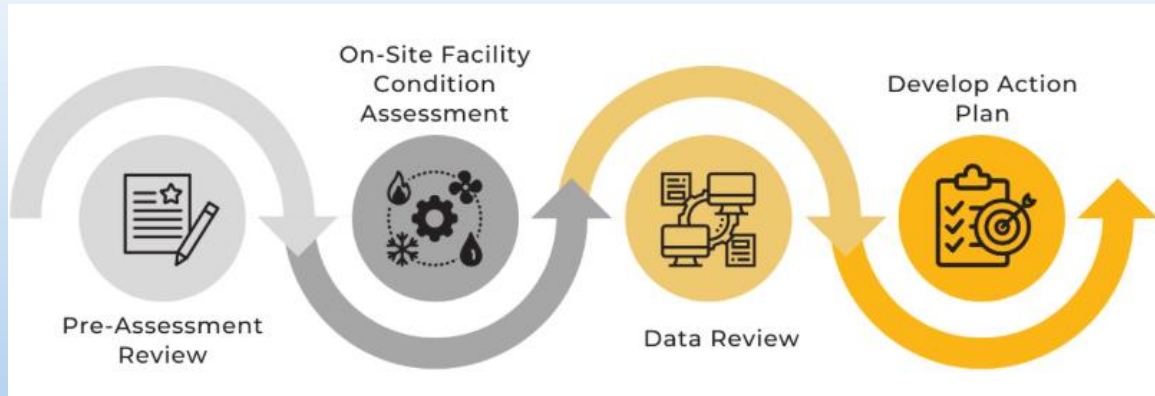 Pre-Assessment
Review
On-Site Facility
Condition
Assessment
Data Review
Develop Action
Plan